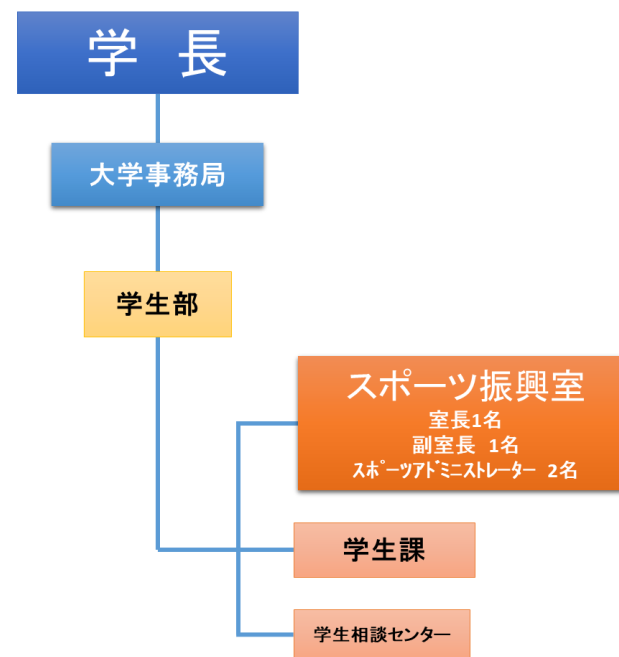 学 長
大学事務局
学生部
スポーツ振興室
室長1名
副室長 1名
スポーツアドミニストレーター 2名
学生課
学生相談センター